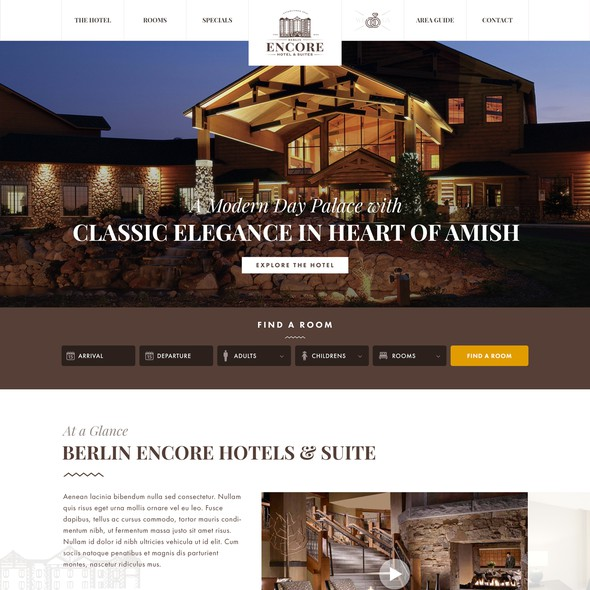 THE HOTEL
ROOMS
SPECIALS
BERLIN
ENCORE
HOTEL & SUITES
AREA GUIDE
CONTACT
A Modern Day Palace with
CLASSIC ELEGANCE IN HEART OF AMISH
EXPLORE THE HOTEL
FIND A ROOM
ARRIVAL
DEPARTURE
ADULTS
CHILDRENS
ROOMS
FIND A ROOM
At a Glance
BERLIN ENCORE HOTELS & SUITE
Aenean lacinia bibendum nulla sed consectetur. Nullam
quis risus eget urna mollis ornare vel eu leo. Fusce
dapibus, tellus ac cursus commodo, tortor mauris condi-
mentum nibh, ut fermentum massa justo sit amet risus.
Nullam id dolor id nibh ultricies vehicula ut id elit. Cum
sociis natoque penatibus et magnis dis parturient
montes, nascetur ridiculus mus.